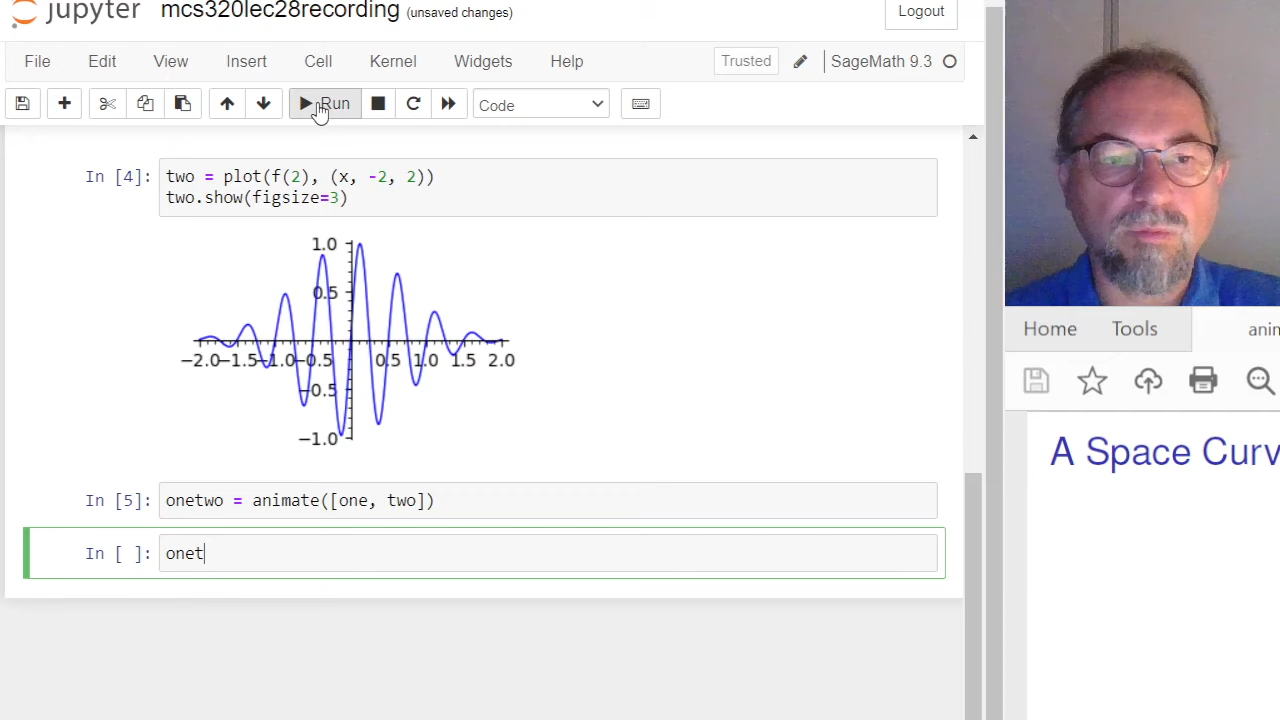 jupyter mcs320lec28recording (unsaved changes) Logout
File Edit View Insert Cell Kernel Widgets Help Trusted SageMath 9.3
Run Code
In [4]: two = plot(f(2), (x, -2, 2))
two.show(figsize=3)
1.0
0.5
−2.0 −1.5 −1.0 −0.5 0.5 1.0 1.5 2.0
−0.5
−1.0
In [5]: onetwo = animate([one, two])
In [ ]: onet
Home Tools anim
A Space Curv